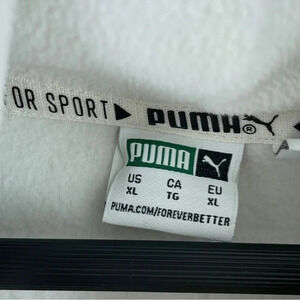 OR SPORT▶ PUMA®
PUMA
US CA EU
XL TG XL
PUMA.COM/FOREVERBETTER